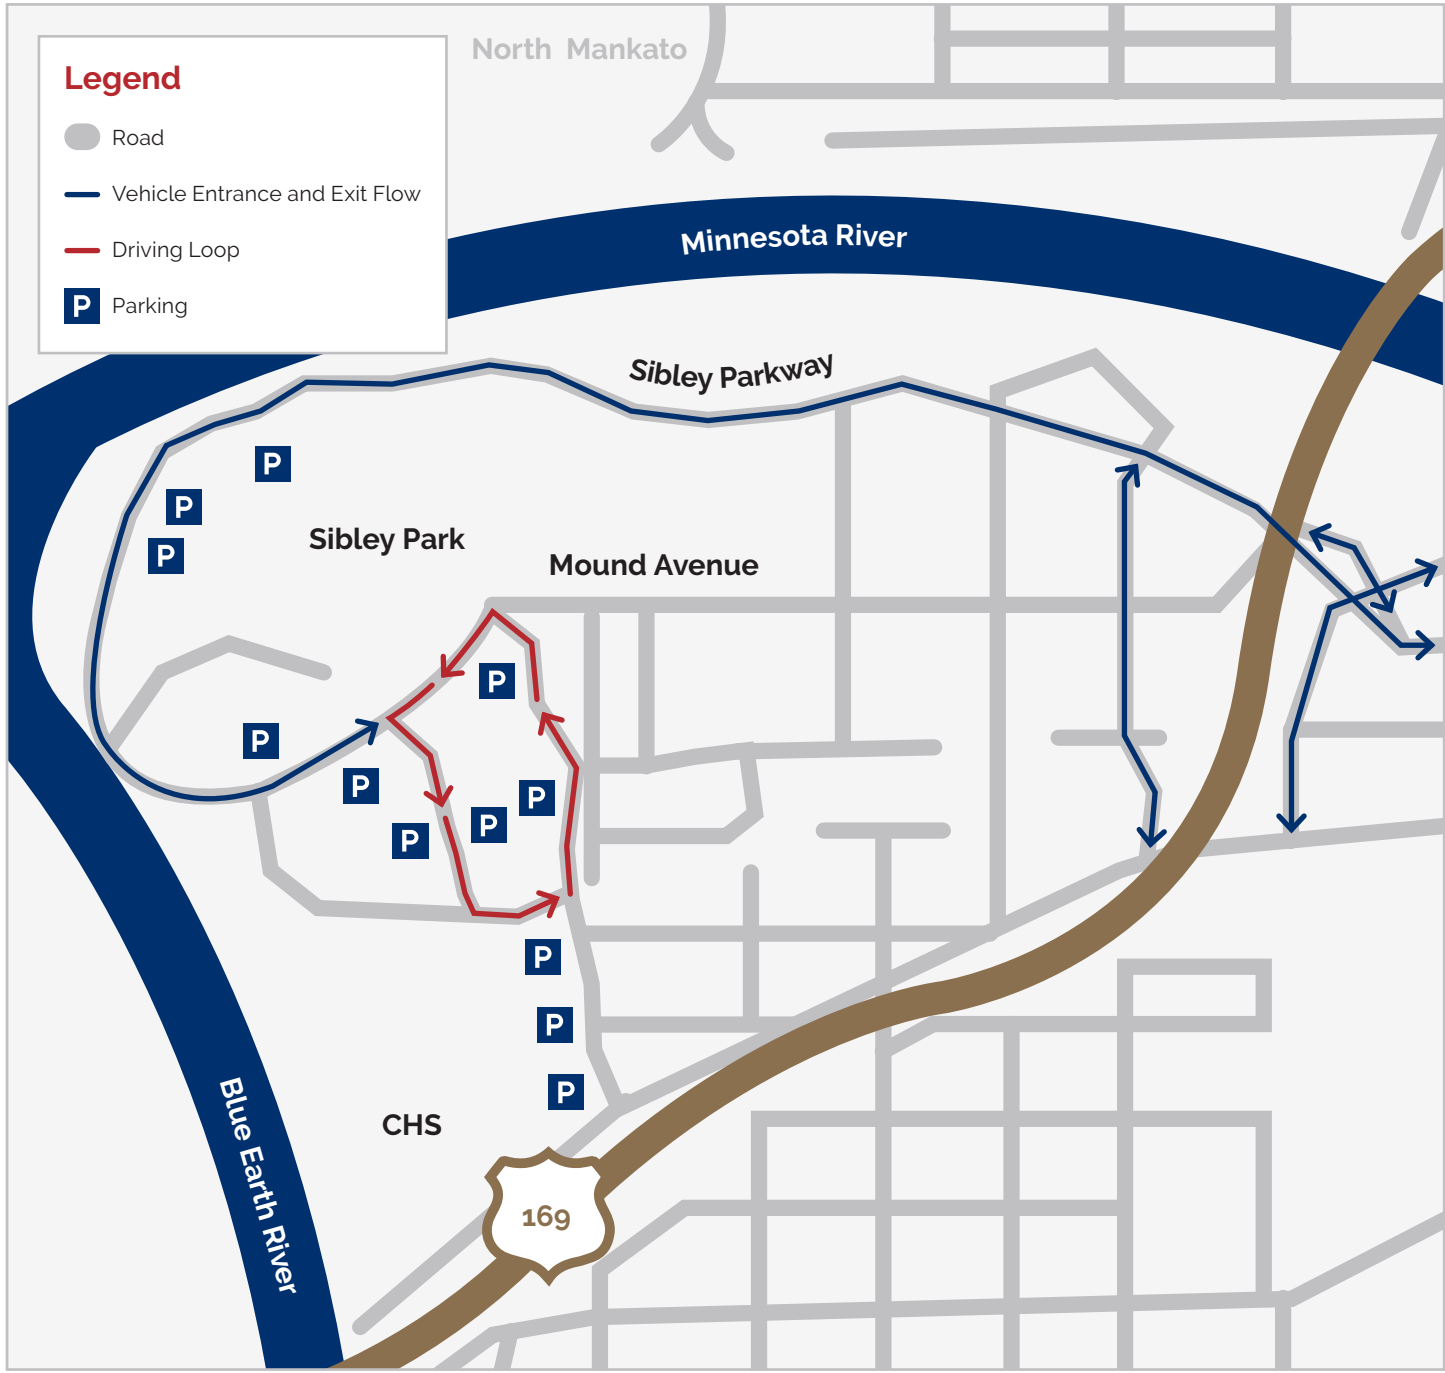 North Mankato
Legend
Road
Vehicle Entrance and Exit Flow
Driving Loop
P Parking
Minnesota River
Sibley Parkway
P
P
P
Sibley Park
Mound Avenue
P
P
P
P
P
P
P
P
P
CHS
Blue Earth River
169